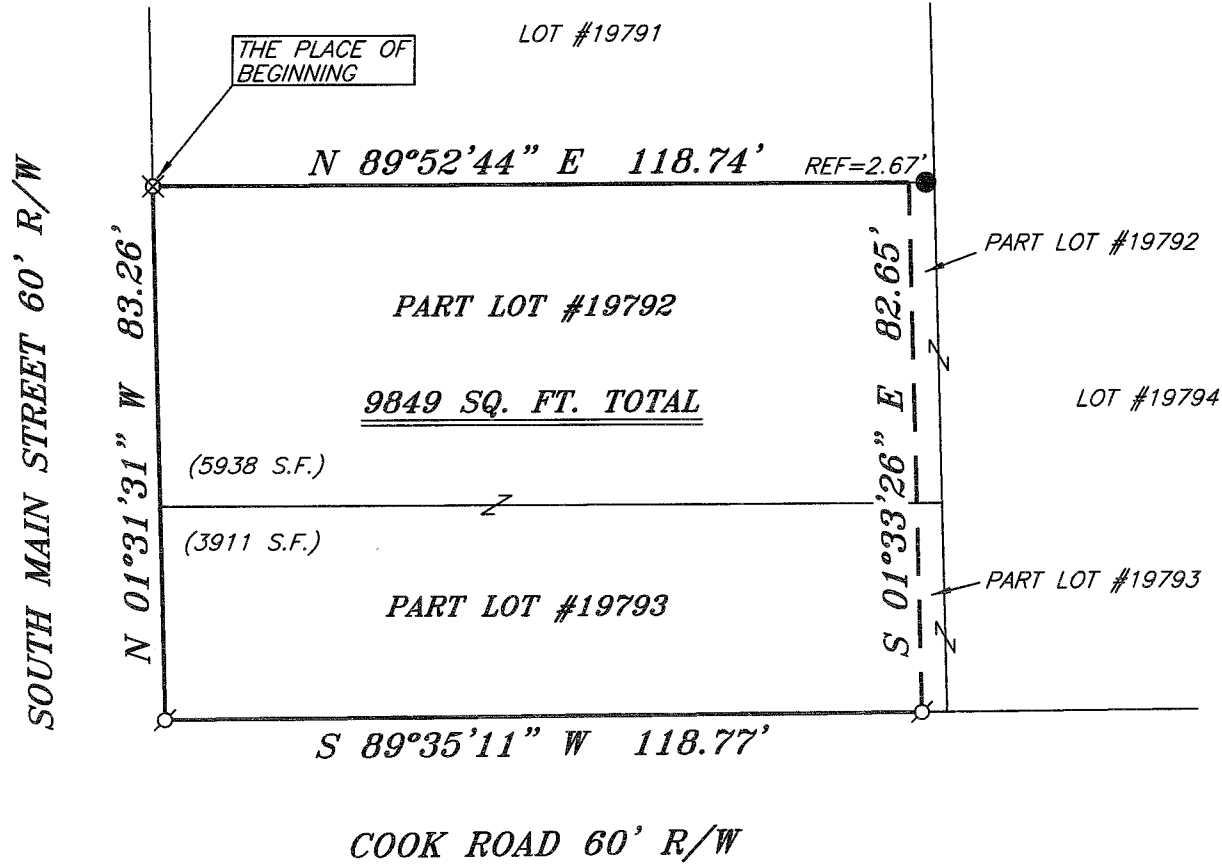 LOT #19791
THE PLACE OF
BEGINNING
N 89°52'44" E 118.74'
REF=2.67'
SOUTH MAIN STREET 60' R/W
N 01°31'31" W 83.26'
PART LOT #19792
9849 SQ. FT. TOTAL
(5938 S.F.)
(3911 S.F.)
PART LOT #19793
S 01°33'26" E 82.65'
PART LOT #19792
LOT #19794
PART LOT #19793
S 89°35'11" W 118.77'
COOK ROAD 60' R/W